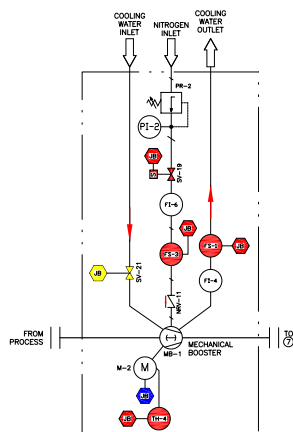 COOLING
WATER
INLET
NITROGEN
INLET
COOLING
WATER
OUTLET
PR-2
PI-2
JB
S
SV-19
FI-6
JB
FS-2
FS-1
JB
JB
SV-21
FI-4
NRV-11
FROM
PROCESS
MECHANICAL
BOOSTER
MB-1
TO
7
M-2
M
JB
JB
TH-4